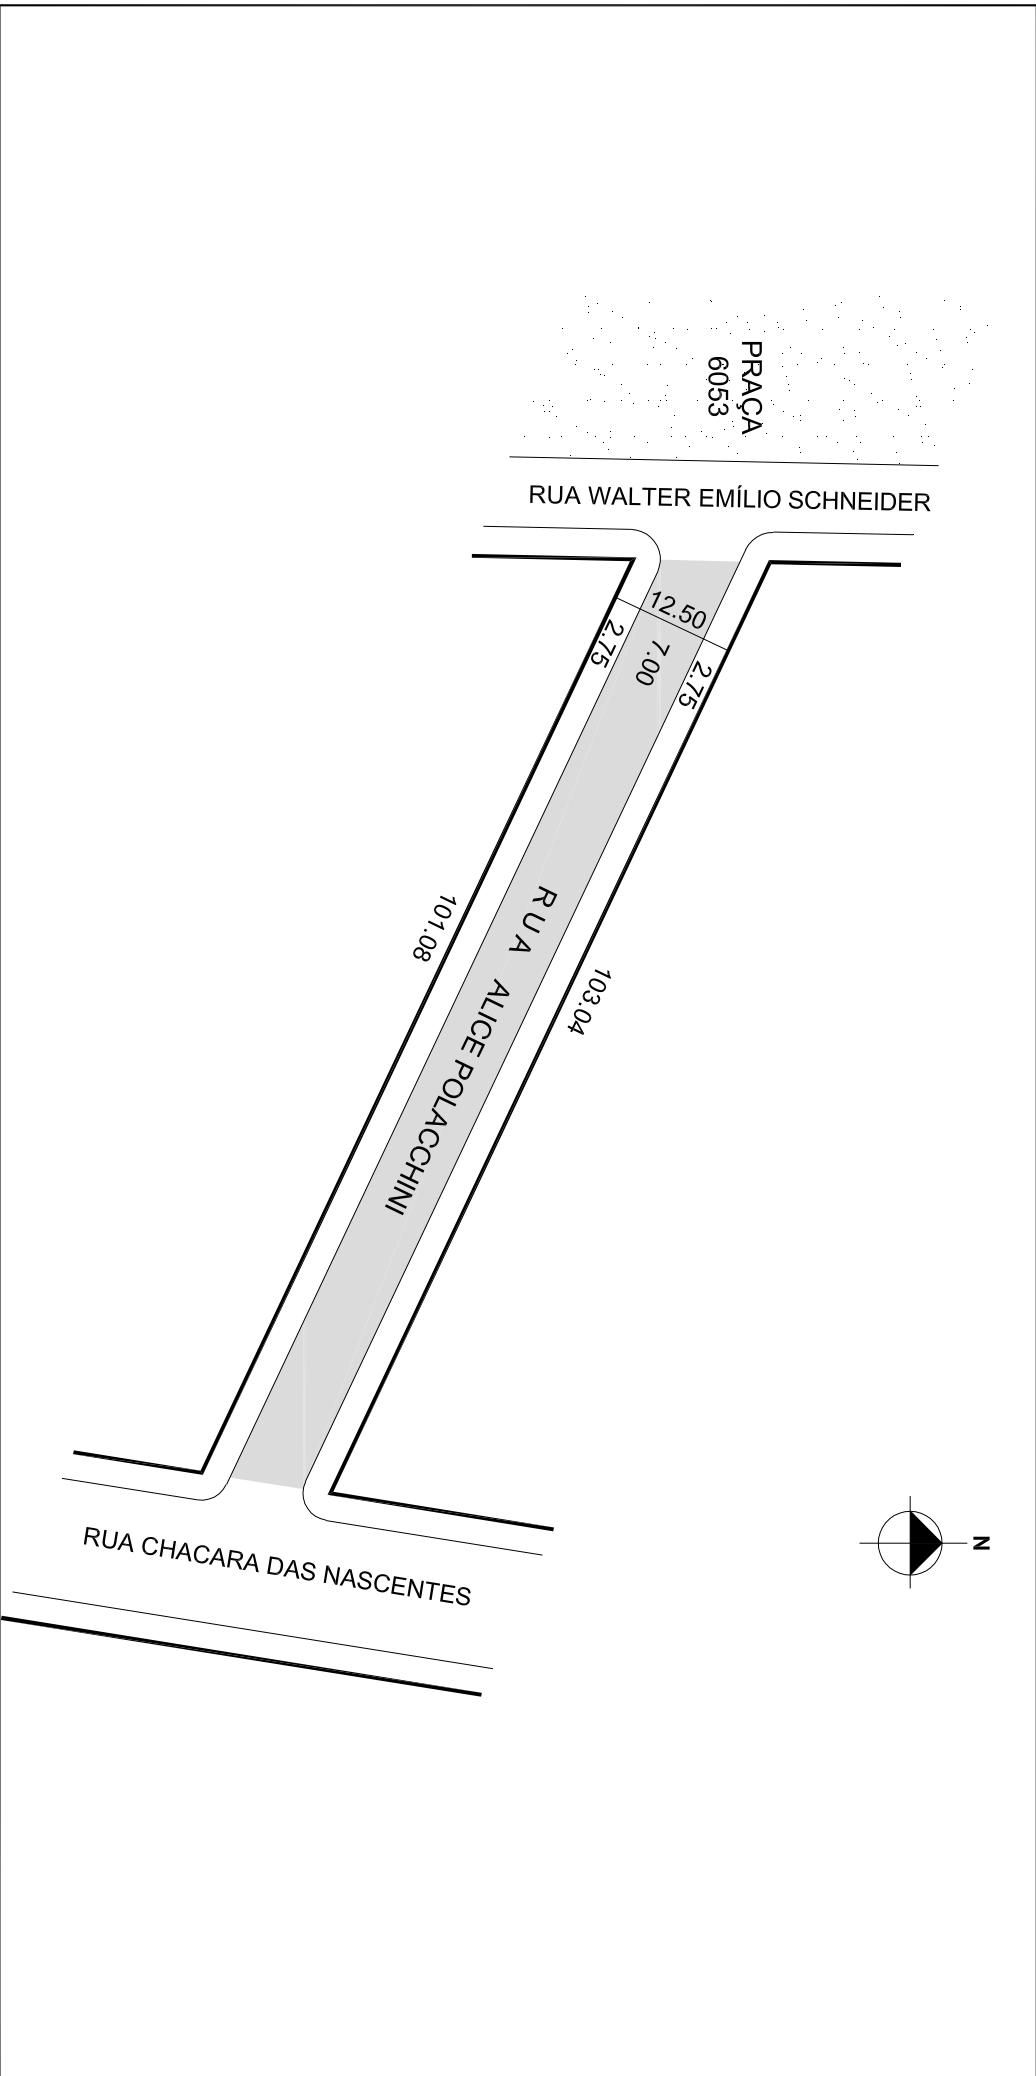 PRAÇA
6053
RUA WALTER EMÍLIO SCHNEIDER
12.50
2.75
7.00
2.75
101.08
103.04
RUA ALICE POLACCHINI
N
RUA CHACARA DAS NASCENTES